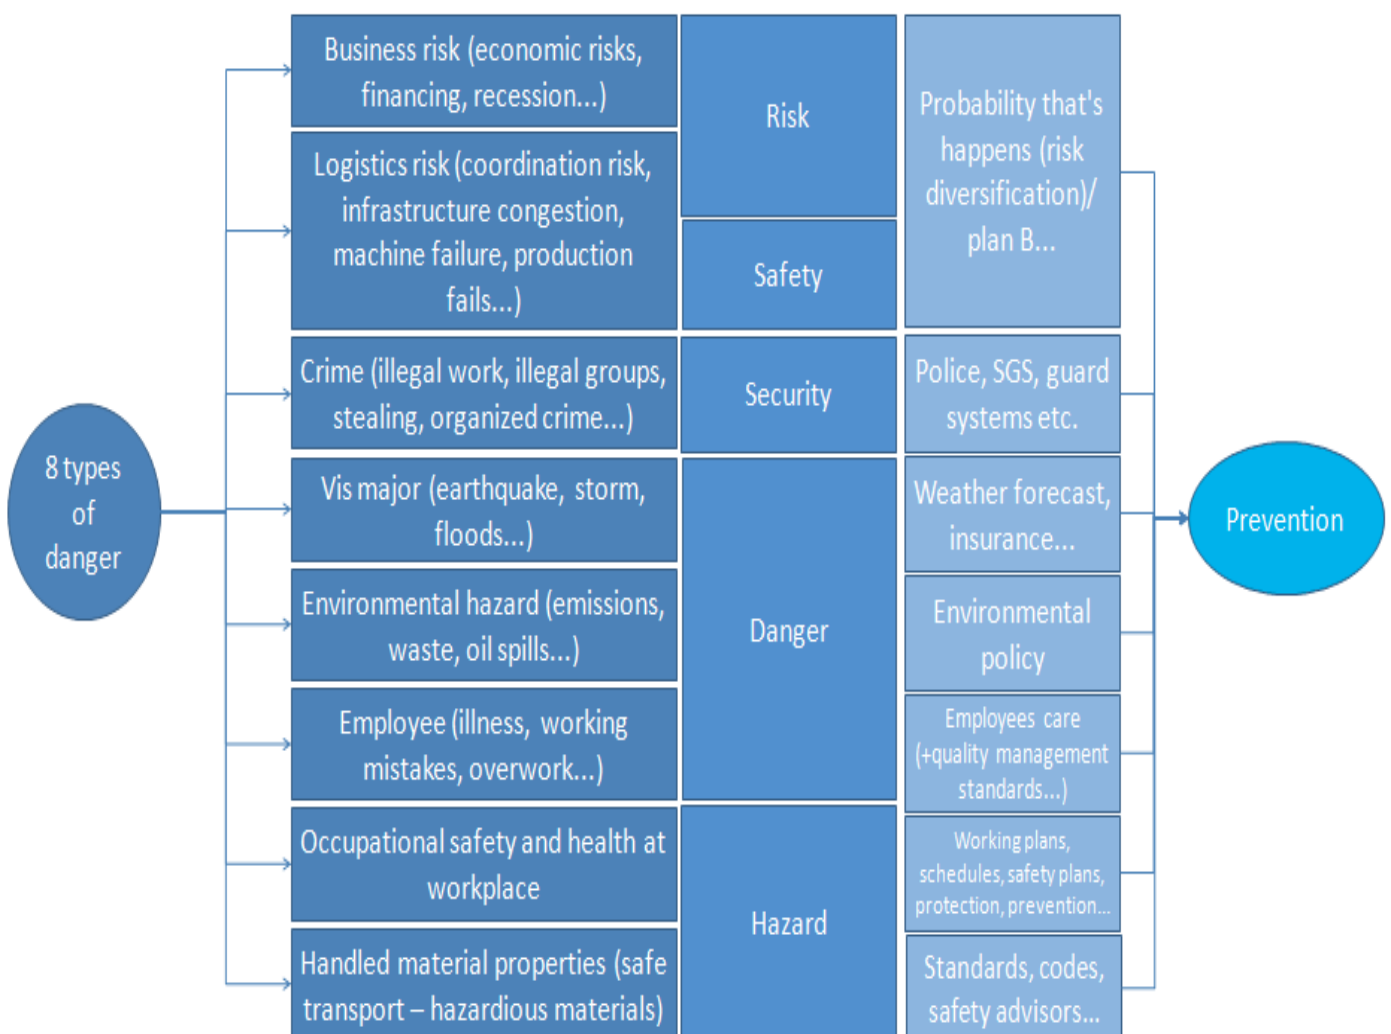 8 types
of
danger
Business risk (economic risks,
financing, recession...)
Logistics risk (coordination risk,
infrastructure congestion,
machine failure, production
fails...)
Crime (illegal work, illegal groups,
stealing, organized crime...)
Vis major (earthquake, storm,
floods...)
Environmental hazard (emissions,
waste, oil spills...)
Employee (illness, working
mistakes, overwork...)
Occupational safety and health at
workplace
Handled material properties (safe
transport – hazardious materials)
Risk
Safety
Security
Danger
Hazard
Probability that's
happens (risk
diversification)/
plan B...
Police, SGS, guard
systems etc.
Weather forecast,
insurance...
Environmental
policy
Employees care
(+quality management
standards...)
Working plans,
schedules, safety plans,
protection, prevention...
Standards, codes,
safety advisors...
Prevention